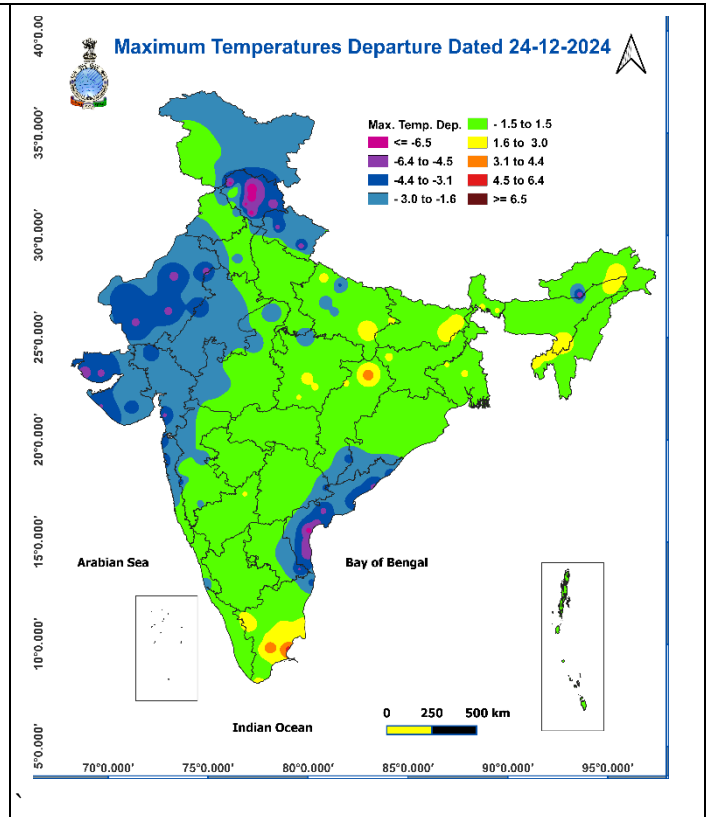 Maximum Temperatures Departure Dated 24-12-2024
Max. Temp. Dep.
<= -6.5
-6.4 to -4.5
-4.4 to -3.1
- 3.0 to -1.6
- 1.5 to 1.5
1.6 to 3.0
3.1 to 4.4
4.5 to 6.4
>= 6.5
40°0.00
35°0.000'
30°0.000'
25°0.000'
20°0.000'
15°0.000'
10°0.000'
5°0.000'
Arabian Sea
Bay of Bengal
Indian Ocean
0 250 500 km
70°0.000' 75°0.000' 80°0.000' 85°0.000' 90°0.000' 95°0.000'
`